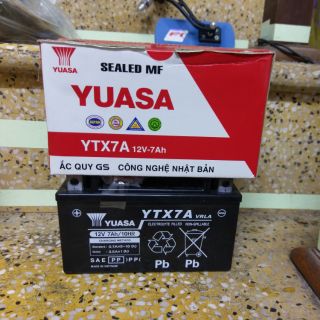 YUASA
SEALED MF
YUASA
YTX7A 12V-7Ah
ẮC QUY GS CÔNG NGHỆ NHẬT BẢN
YUASA
YTX7A VRLA
12V 7Ah/10HR
Pb
Pb